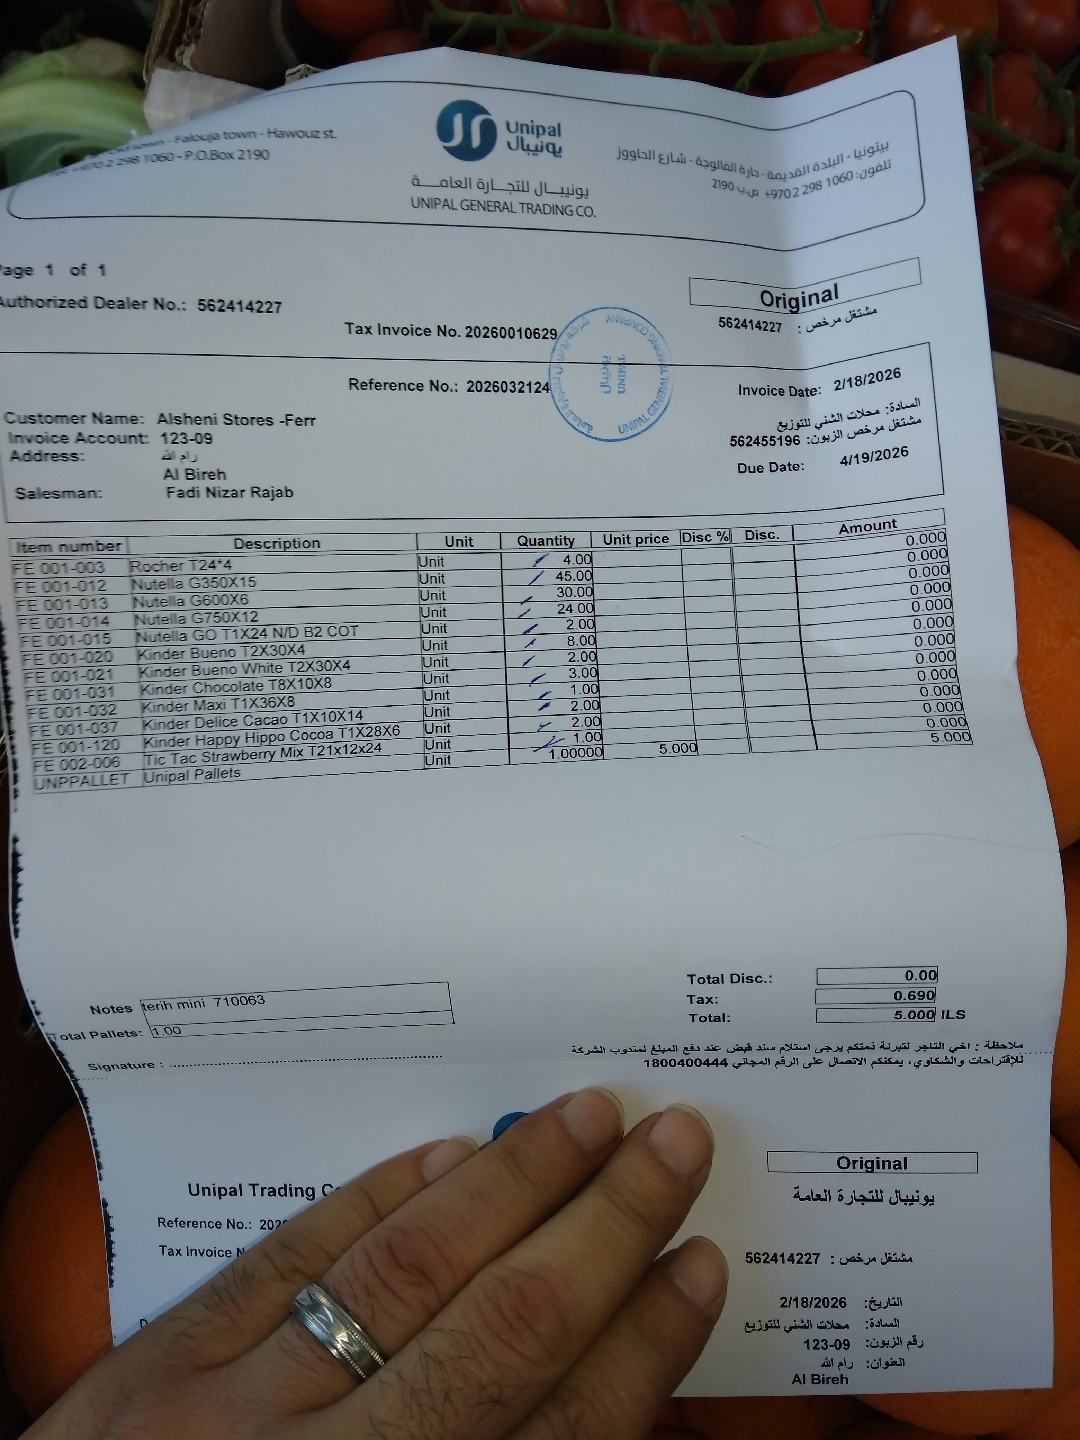 Falouja town - Hawouz st.
2 298 1060 - P.O.Box 2190
Unipal
يونيبال
يونيبال للتجارة العامة
UNIPAL GENERAL TRADING CO.
بيتونيا - البلدة القديمة - حارة الفالوجة - شارع الحاووز
تلفون: 1060 298 2 970+ ص.ب 2190
Page 1 of 1
Authorized Dealer No.: 562414227
Original
مشتغل مرخص : 562414227
Tax Invoice No. 20260010629
Reference No.: 2026032124
UNIPAL GENERAL TRADING COMPANY
يونيبال
UNIPAL
Invoice Date: 2/18/2026
السادة: محلات الشني للتوزيع
مشتغل مرخص الزبون: 562455196
Due Date: 4/19/2026
Customer Name: Alsheni Stores -Ferr
Invoice Account: 123-09
Address: رام الله
Al Bireh
Salesman: Fadi Nizar Rajab
Item number Description Unit Quantity Unit price Disc % Disc. Amount
FE 001-003 Rocher T24*4 Unit 4.00 0.000
FE 001-012 Nutella G350X15 Unit 45.00 0.000
FE 001-013 Nutella G600X6 Unit 30.00 0.000
FE 001-014 Nutella G750X12 Unit 24.00 0.000
FE 001-015 Nutella GO T1X24 N/D B2 COT Unit 2.00 0.000
FE 001-020 Kinder Bueno T2X30X4 Unit 8.00 0.000
FE 001-021 Kinder Bueno White T2X30X4 Unit 2.00 0.000
FE 001-031 Kinder Chocolate T8X10X8 Unit 3.00 0.000
FE 001-032 Kinder Maxi T1X36X8 Unit 1.00 0.000
FE 001-037 Kinder Delice Cacao T1X10X14 Unit 2.00 0.000
FE 001-120 Kinder Happy Hippo Cocoa T1X28X6 Unit 2.00 0.000
FE 002-006 Tic Tac Strawberry Mix T21x12x24 Unit 1.00 0.000
UNPPALLET Unipal Pallets Unit 1.00000 5.000 5.000
Notes terih mini 710063
Total Pallets: 1.00
Signature :
Total Disc.: 0.00
Tax: 0.690
Total: 5.000 ILS
ملاحظة : اخي التاجر لتبرئة ذمتكم يرجى استلام سند قبض عند دفع المبلغ لمندوب الشركة
للإقتراحات والشكاوي، يمكنكم الاتصال على الرقم المجاني 1800400444
Original
Unipal Trading
يونيبال للتجارة العامة
Reference No.: 202
Tax Invoice
مشتغل مرخص : 562414227
التاريخ: 2/18/2026
السادة: محلات الشني للتوزيع
رقم الزبون: 123-09
العنوان: رام الله
Al Bireh